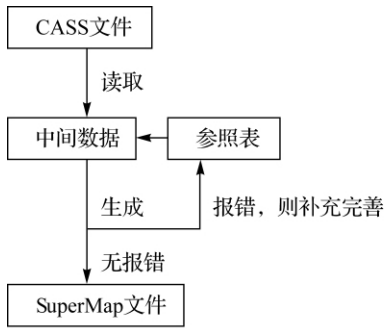 CASS文件
读取
中间数据
参照表
生成
报错，则补充完善
无报错
SuperMap文件